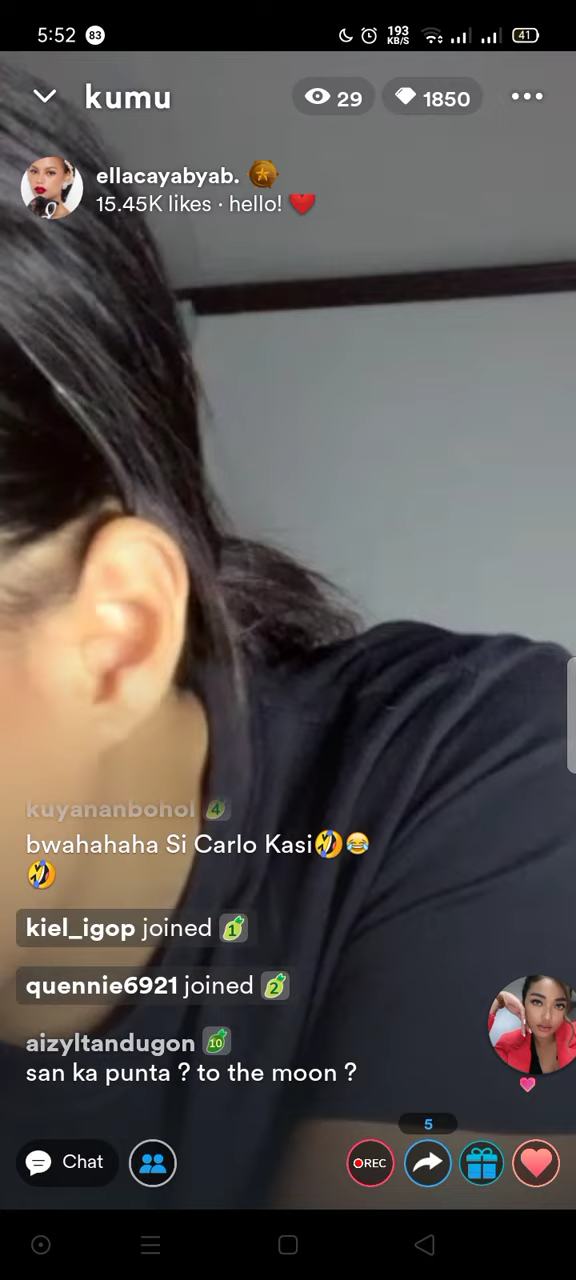 5:52 83 193 KB/S 41
kumu 29 1850
ellacayabyab.
15.45K likes · hello! ❤️
kuyananbohol 4
bwahahaha Si Carlo Kasi🤣😂
🤣
kiel_igop joined 1
quennie6921 joined 2
aizyltandugon 10
san ka punta ? to the moon ?
5
Chat
REC